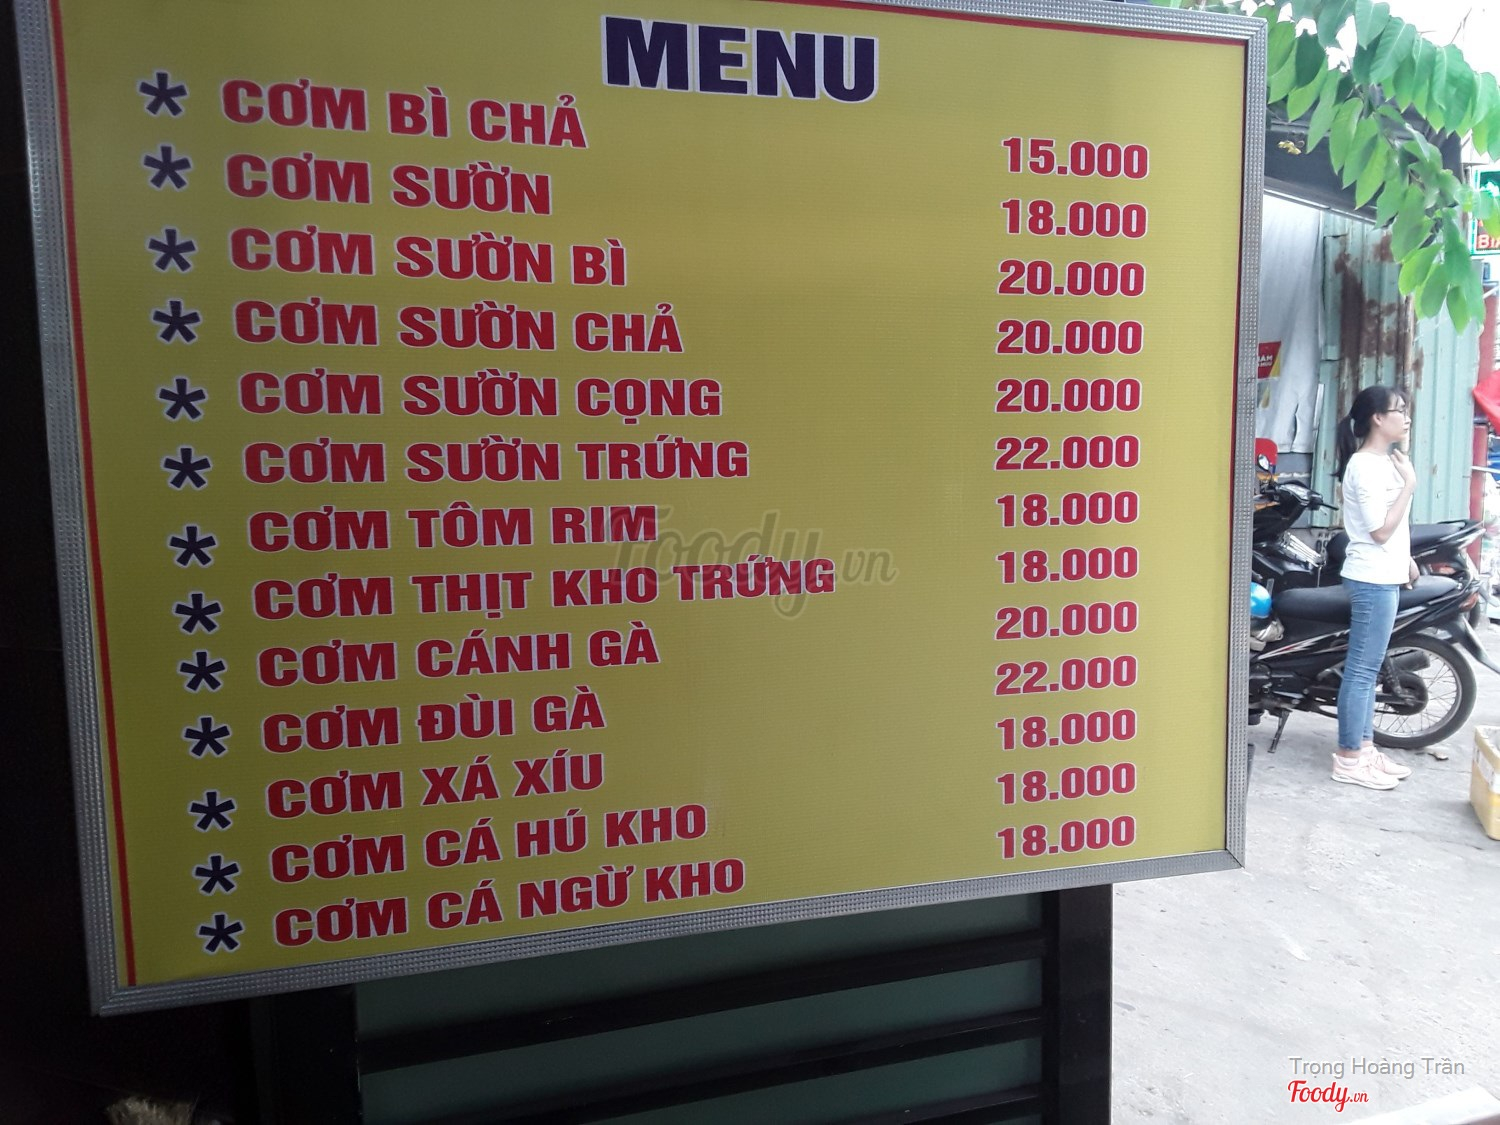 MENU
* CƠM BÌ CHẢ 15.000
* CƠM SƯỜN 18.000
* CƠM SƯỜN BÌ 20.000
* CƠM SƯỜN CHẢ 20.000
* CƠM SƯỜN CỌNG 20.000
* CƠM SƯỜN TRỨNG 22.000
* CƠM TÔM RIM 18.000
* CƠM THỊT KHO TRỨNG 18.000
* CƠM CÁNH GÀ 20.000
* CƠM ĐÙI GÀ 22.000
* CƠM XÁ XÍU 18.000
* CƠM CÁ HÚ KHO 18.000
* CƠM CÁ NGỪ KHO 18.000
Foody.vn
Trọng Hoàng Trần
Foody.vn